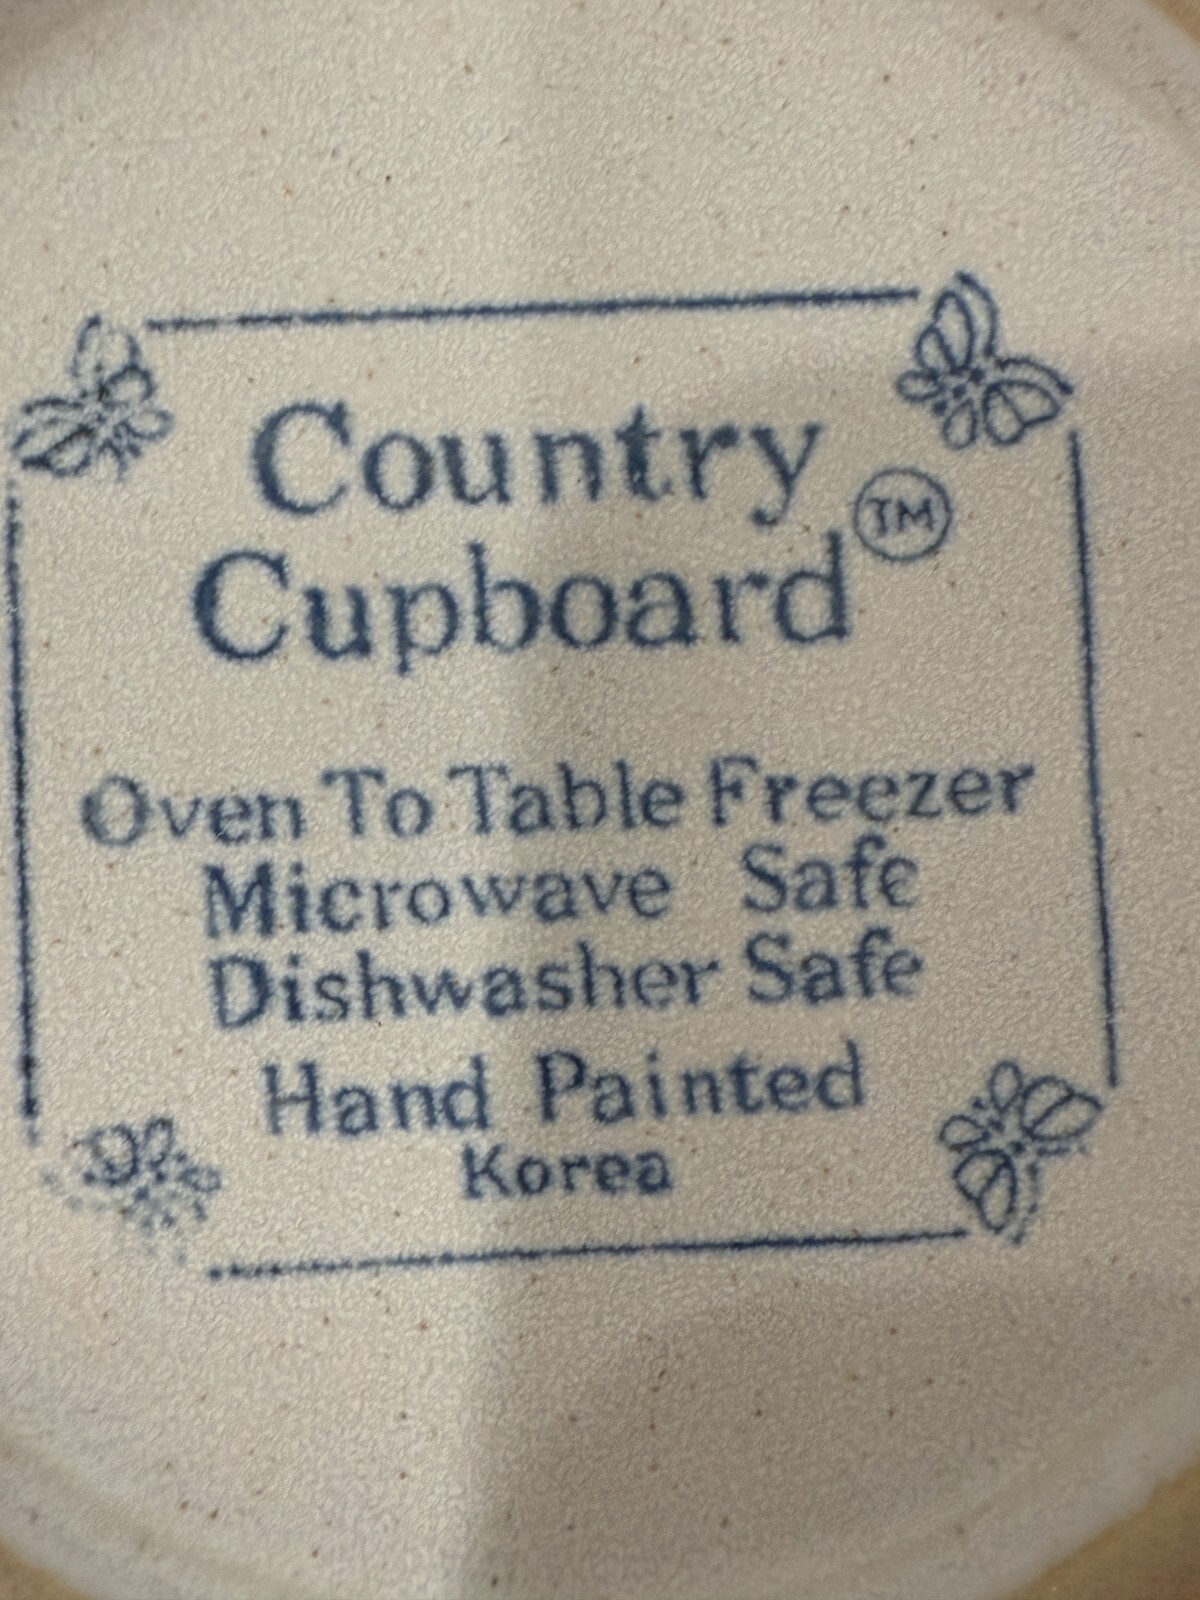 Country
Cupboard TM
Oven To Table Freezer
Microwave Safe
Dishwasher Safe
Hand Painted
Korea